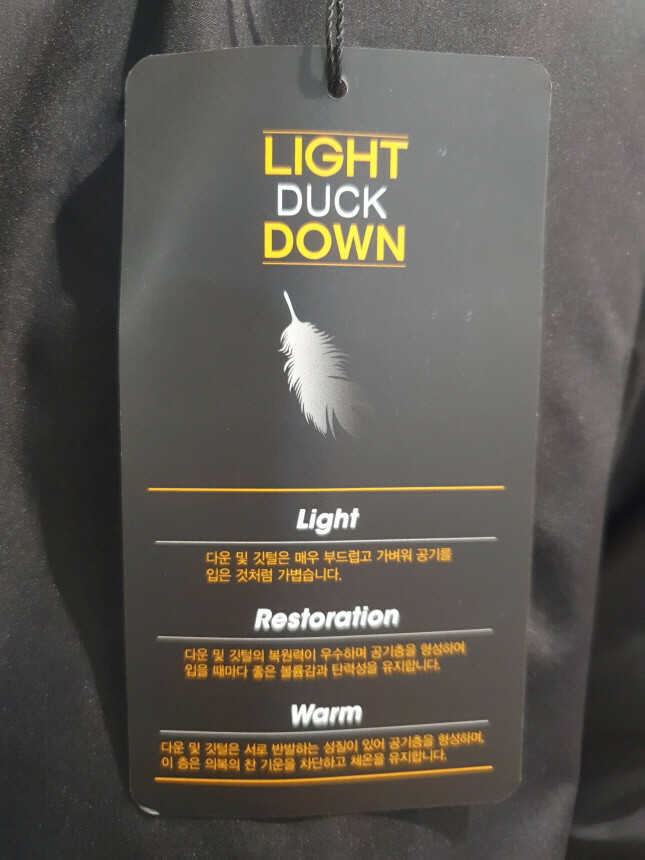 LIGHT
DUCK
DOWN
Light
다운 및 깃털은 매우 부드럽고 가벼워 공기를
입은 것처럼 가볍습니다.
Restoration
다운 및 깃털의 복원력이 우수하며 공기층을 형성하여
입을 때마다 좋은 볼륨감과 탄력성을 유지합니다.
Warm
다운 및 깃털은 서로 반발하는 성질이 있어 공기층을 형성하며,
이 층은 의복의 찬 기운을 차단하고 체온을 유지합니다.